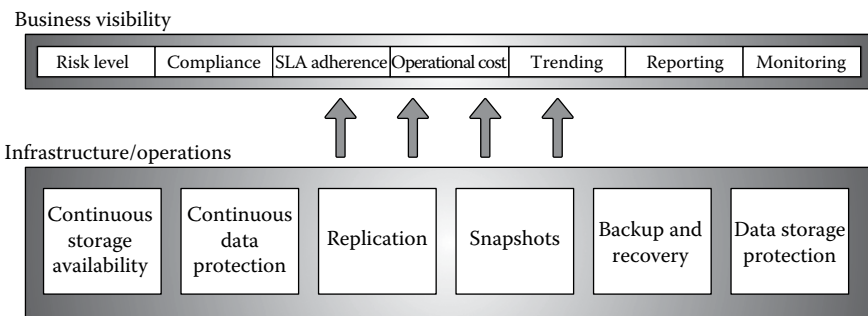 Business visibility
Risk level
Compliance
SLA adherence
Operational cost
Trending
Reporting
Monitoring
Infrastructure/operations
Continuous
storage
availability
Continuous
data
protection
Replication
Snapshots
Backup and
recovery
Data storage
protection